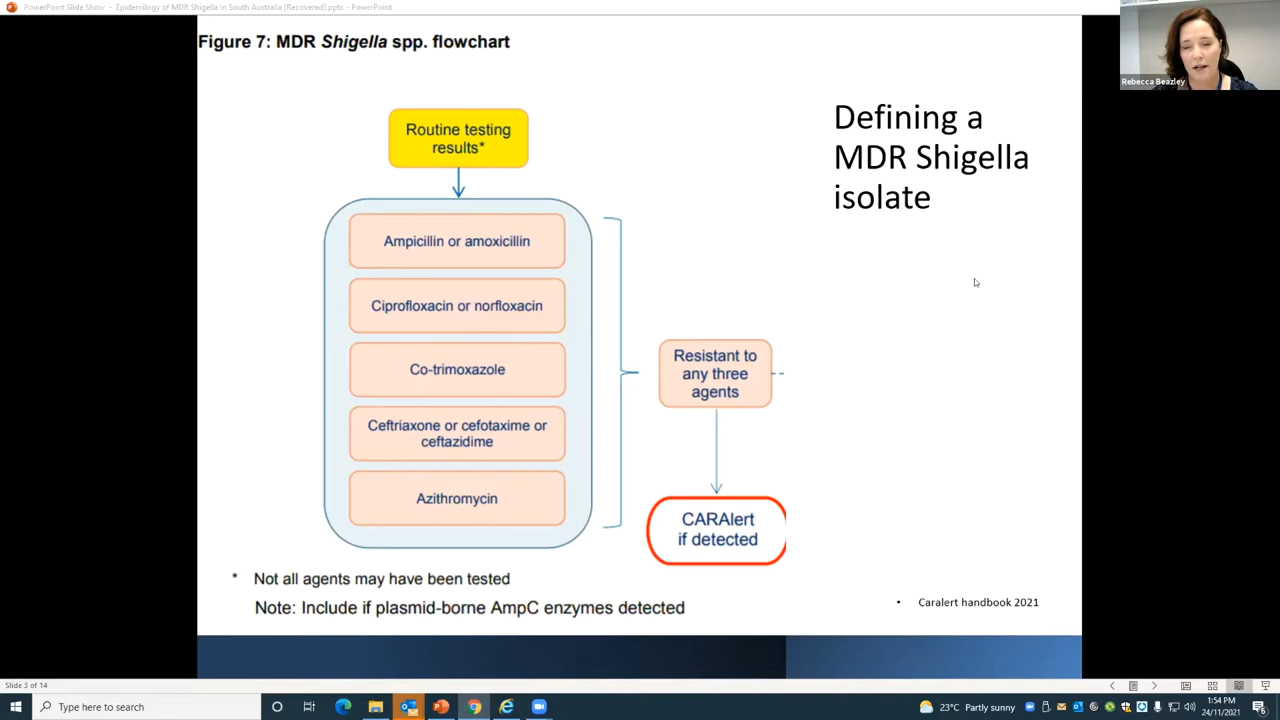 PowerPoint Slide Show - Epidemilogy of MDR Shigella in South Australia [Recovered].ppts - PowerPoint
Rebecca Beazley
Figure 7: MDR Shigella spp. flowchart
Defining a
MDR Shigella
isolate
Routine testing
results*
Ampicillin or amoxicillin
Ciprofloxacin or norfloxacin
Co-trimoxazole
Ceftriaxone or cefotaxime or
ceftazidime
Azithromycin
Resistant to
any three
agents
CARAlert
if detected
* Not all agents may have been tested
Note: Include if plasmid-borne AmpC enzymes detected
• Caralert handbook 2021
Slide 3 of 14
Type here to search
23°C Partly sunny
1:54 PM
24/11/2021